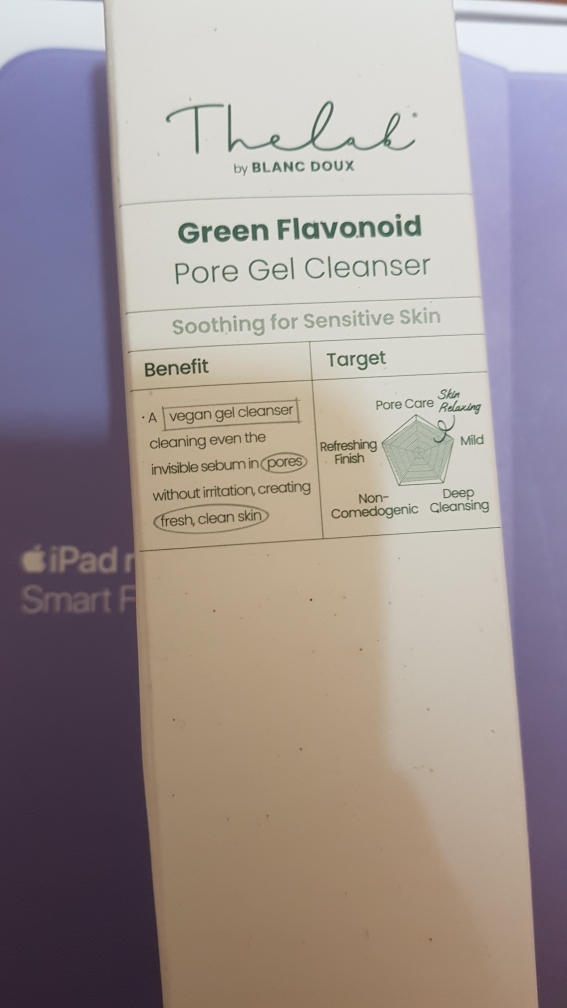 Thelab
by BLANC DOUX
Green Flavonoid
Pore Gel Cleanser
Soothing for Sensitive Skin
Benefit
· A vegan gel cleanser
cleaning even the
invisible sebum in pores
without irritation, creating
fresh, clean skin
Target
Pore Care
Skin
Relaxing
Mild
Refreshing
Finish
Non-
Comedogenic
Deep
Cleansing
iPad
Smart